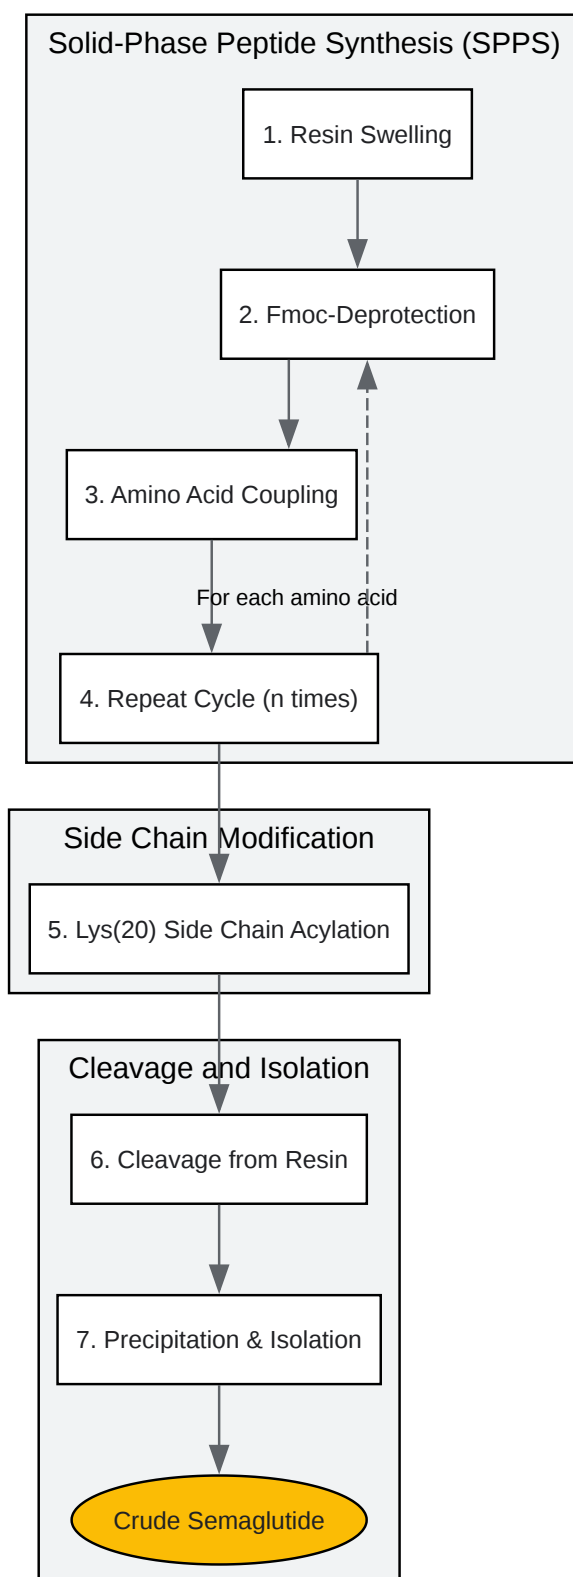 Solid-Phase Peptide Synthesis (SPPS)
1. Resin Swelling
2. Fmoc-Deprotection
3. Amino Acid Coupling
For each amino acid
4. Repeat Cycle (n times)
Side Chain Modification
5. Lys(20) Side Chain Acylation
Cleavage and Isolation
6. Cleavage from Resin
7. Precipitation & Isolation
Crude Semaglutide